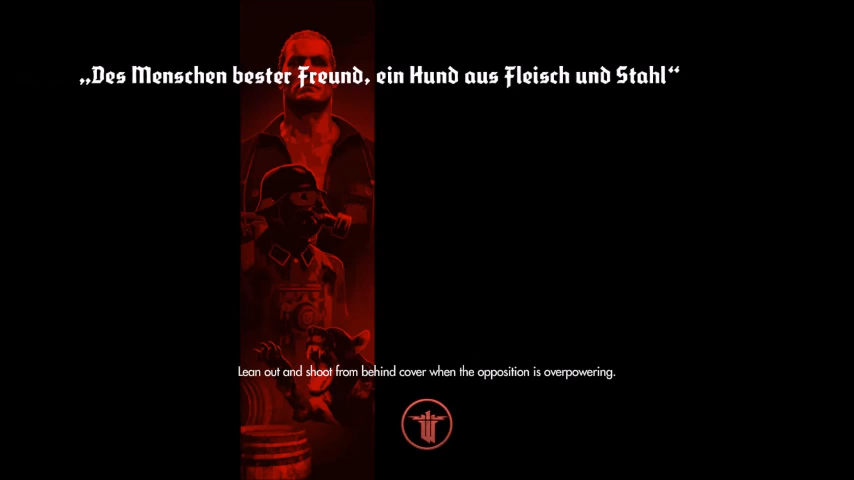 „Des Menschen bester Freund, ein Hund aus Fleisch und Stahl“
Lean out and shoot from behind cover when the opposition is overpowering.